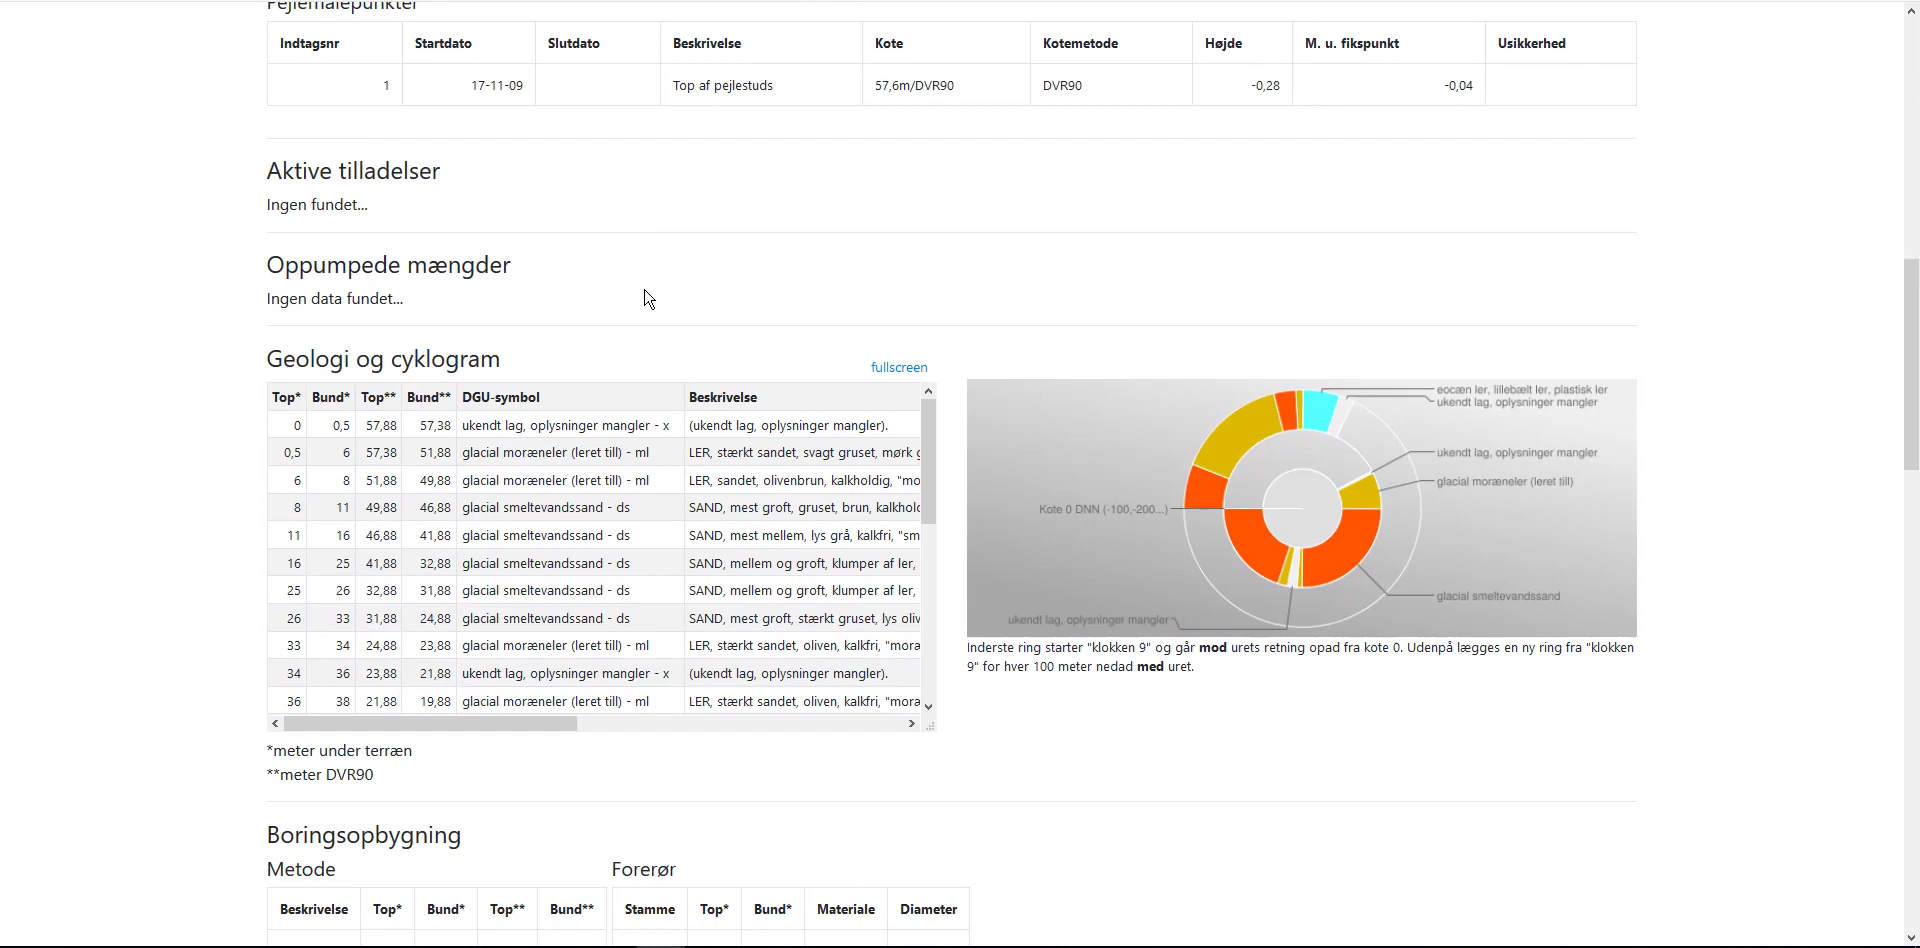 Pejlemålepunkter
Indtagsnr Startdato Slutdato Beskrivelse Kote Kotemetode Højde M. u. fikspunkt Usikkerhed
1 17-11-09 Top af pejlestuds 57,6m/DVR90 DVR90 -0,28 -0,04
Aktive tilladelser
Ingen fundet...
Oppumpede mængder
Ingen data fundet...
Geologi og cyklogram
fullscreen
Top* Bund* Top** Bund** DGU-symbol Beskrivelse
0 0,5 57,88 57,38 ukendt lag, oplysninger mangler - x (ukendt lag, oplysninger mangler).
0,5 6 57,38 51,88 glacial moræneler (leret till) - ml LER, stærkt sandet, svagt gruset, mørk g
6 8 51,88 49,88 glacial moræneler (leret till) - ml LER, sandet, olivenbrun, kalkholdig, "mo
8 11 49,88 46,88 glacial smeltevandssand - ds SAND, mest groft, gruset, brun, kalkhold
11 16 46,88 41,88 glacial smeltevandssand - ds SAND, mest mellem, lys grå, kalkfri, "sm
16 25 41,88 32,88 glacial smeltevandssand - ds SAND, mellem og groft, klumper af ler,
25 26 32,88 31,88 glacial smeltevandssand - ds SAND, mellem og groft, klumper af ler,
26 33 31,88 24,88 glacial smeltevandssand - ds SAND, mest groft, stærkt gruset, lys oliv
33 34 24,88 23,88 glacial moræneler (leret till) - ml LER, stærkt sandet, oliven, kalkfri, "mora
34 36 23,88 21,88 ukendt lag, oplysninger mangler - x (ukendt lag, oplysninger mangler).
36 38 21,88 19,88 glacial moræneler (leret till) - ml LER, stærkt sandet, oliven, kalkfri, "mora
*meter under terræn
**meter DVR90
eocæn ler, lillebælt ler, plastisk ler
ukendt lag, oplysninger mangler
ukendt lag, oplysninger mangler
glacial moræneler (leret till)
Kote 0 DNN (-100,-200...)
glacial smeltevandssand
ukendt lag, oplysninger mangler
Inderste ring starter "klokken 9" og går mod urets retning opad fra kote 0. Udenpå lægges en ny ring fra "klokken
9" for hver 100 meter nedad med uret.
Boringsopbygning
Metode Forerør
Beskrivelse Top* Bund* Top** Bund** Stamme Top* Bund* Materiale Diameter